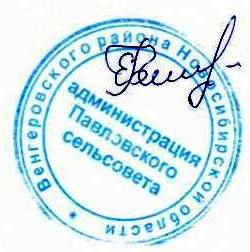 Венгеровского района Новосибирской области *
администрация
Павловского
сельсовета